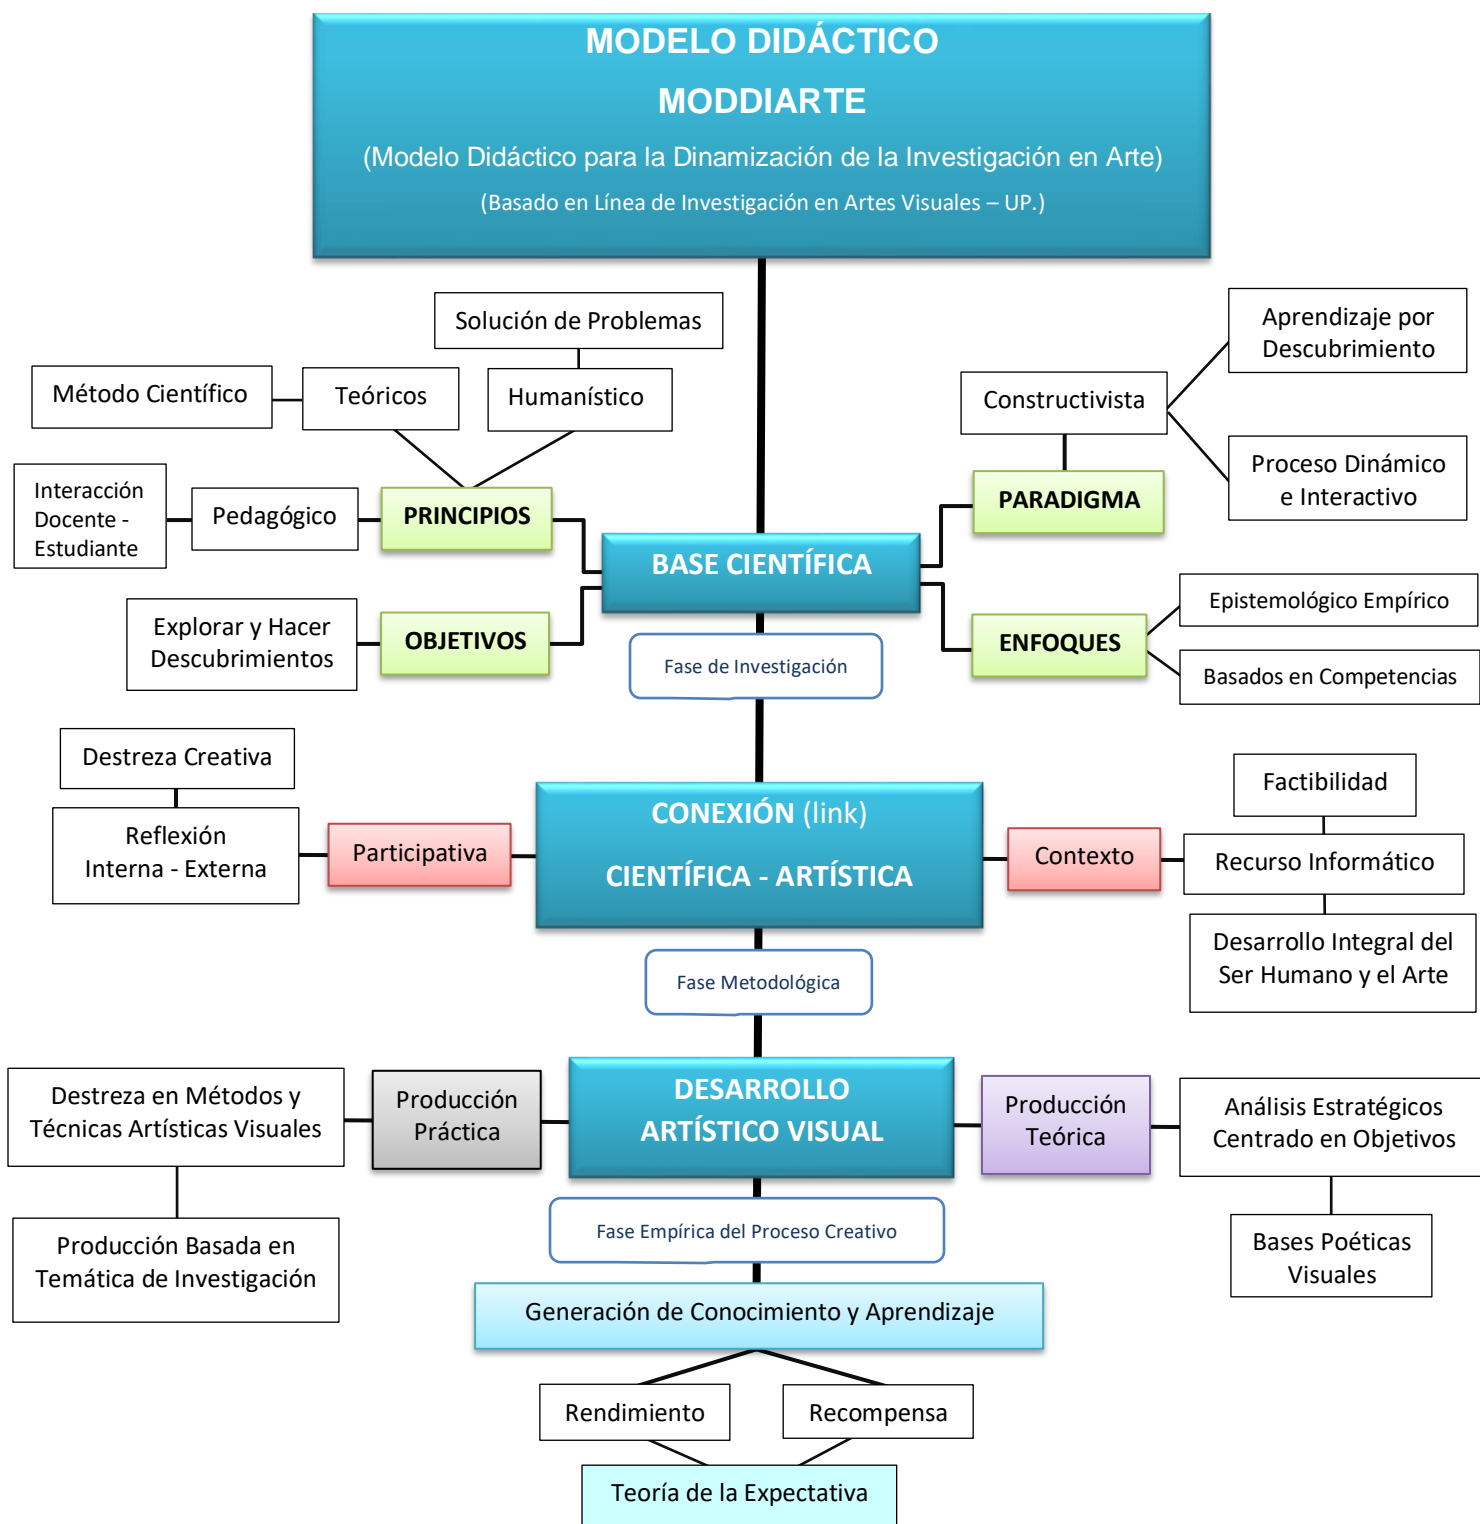 MODELO DIDÁCTICO
MODDIARTE
(Modelo Didáctico para la Dinamización de la Investigación en Arte)
(Basado en Línea de Investigación en Artes Visuales – UP.)
Solución de Problemas
Método Científico
Teóricos
Humanístico
Interacción
Docente -
Estudiante
Pedagógico
PRINCIPIOS
Explorar y Hacer
Descubrimientos
OBJETIVOS
BASE CIENTÍFICA
Aprendizaje por
Descubrimiento
Constructivista
Proceso Dinámico
e Interactivo
PARADIGMA
Epistemológico Empírico
ENFOQUES
Basados en Competencias
Fase de Investigación
Destreza Creativa
Reflexión
Interna - Externa
Participativa
CONEXIÓN (link)
CIENTÍFICA - ARTÍSTICA
Contexto
Factibilidad
Recurso Informático
Desarrollo Integral del
Ser Humano y el Arte
Fase Metodológica
Destreza en Métodos y
Técnicas Artísticas Visuales
Producción
Práctica
DESARROLLO
ARTÍSTICO VISUAL
Producción
Teórica
Análisis Estratégicos
Centrado en Objetivos
Producción Basada en
Temática de Investigación
Fase Empírica del Proceso Creativo
Bases Poéticas
Visuales
Generación de Conocimiento y Aprendizaje
Rendimiento
Recompensa
Teoría de la Expectativa